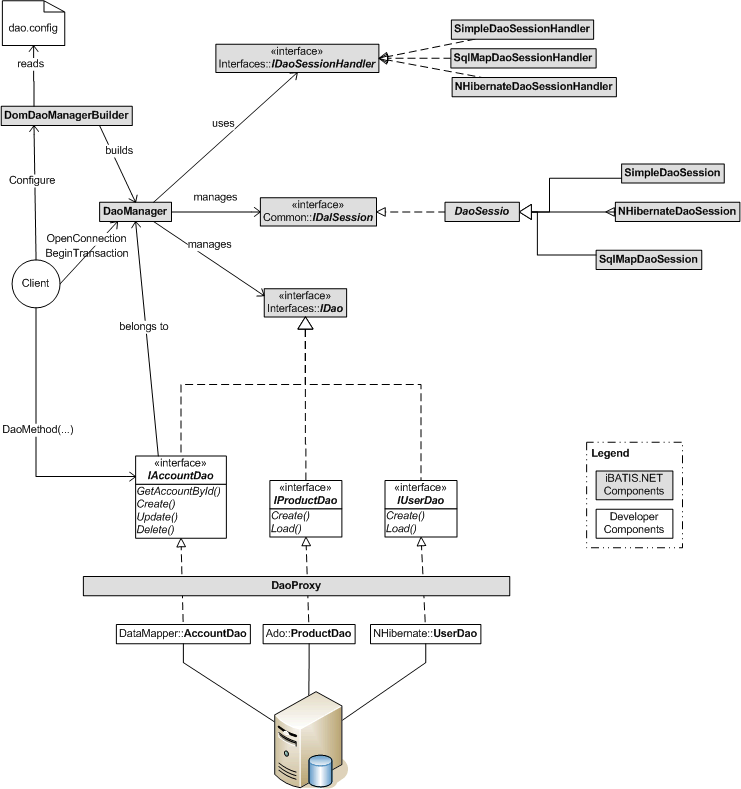 dao.config
reads
DomDaoManagerBuilder
«interface»
Interfaces::IDaoSessionHandler
SimpleDaoSessionHandler
SqlMapDaoSessionHandler
NHibernateDaoSessionHandler
uses
builds
Configure
DaoManager
manages
«interface»
Common::IDalSession
DaoSessio
SimpleDaoSession
NHibernateDaoSession
SqlMapDaoSession
OpenConnection
BeginTransaction
manages
Client
«interface»
Interfaces::IDao
belongs to
DaoMethod(...)
«interface»
IAccountDao
GetAccountById()
Create()
Update()
Delete()
«interface»
IProductDao
Create()
Load()
«interface»
IUserDao
Create()
Load()
Legend
iBATIS.NET
Components
Developer
Components
DaoProxy
DataMapper::AccountDao
Ado::ProductDao
NHibernate::UserDao